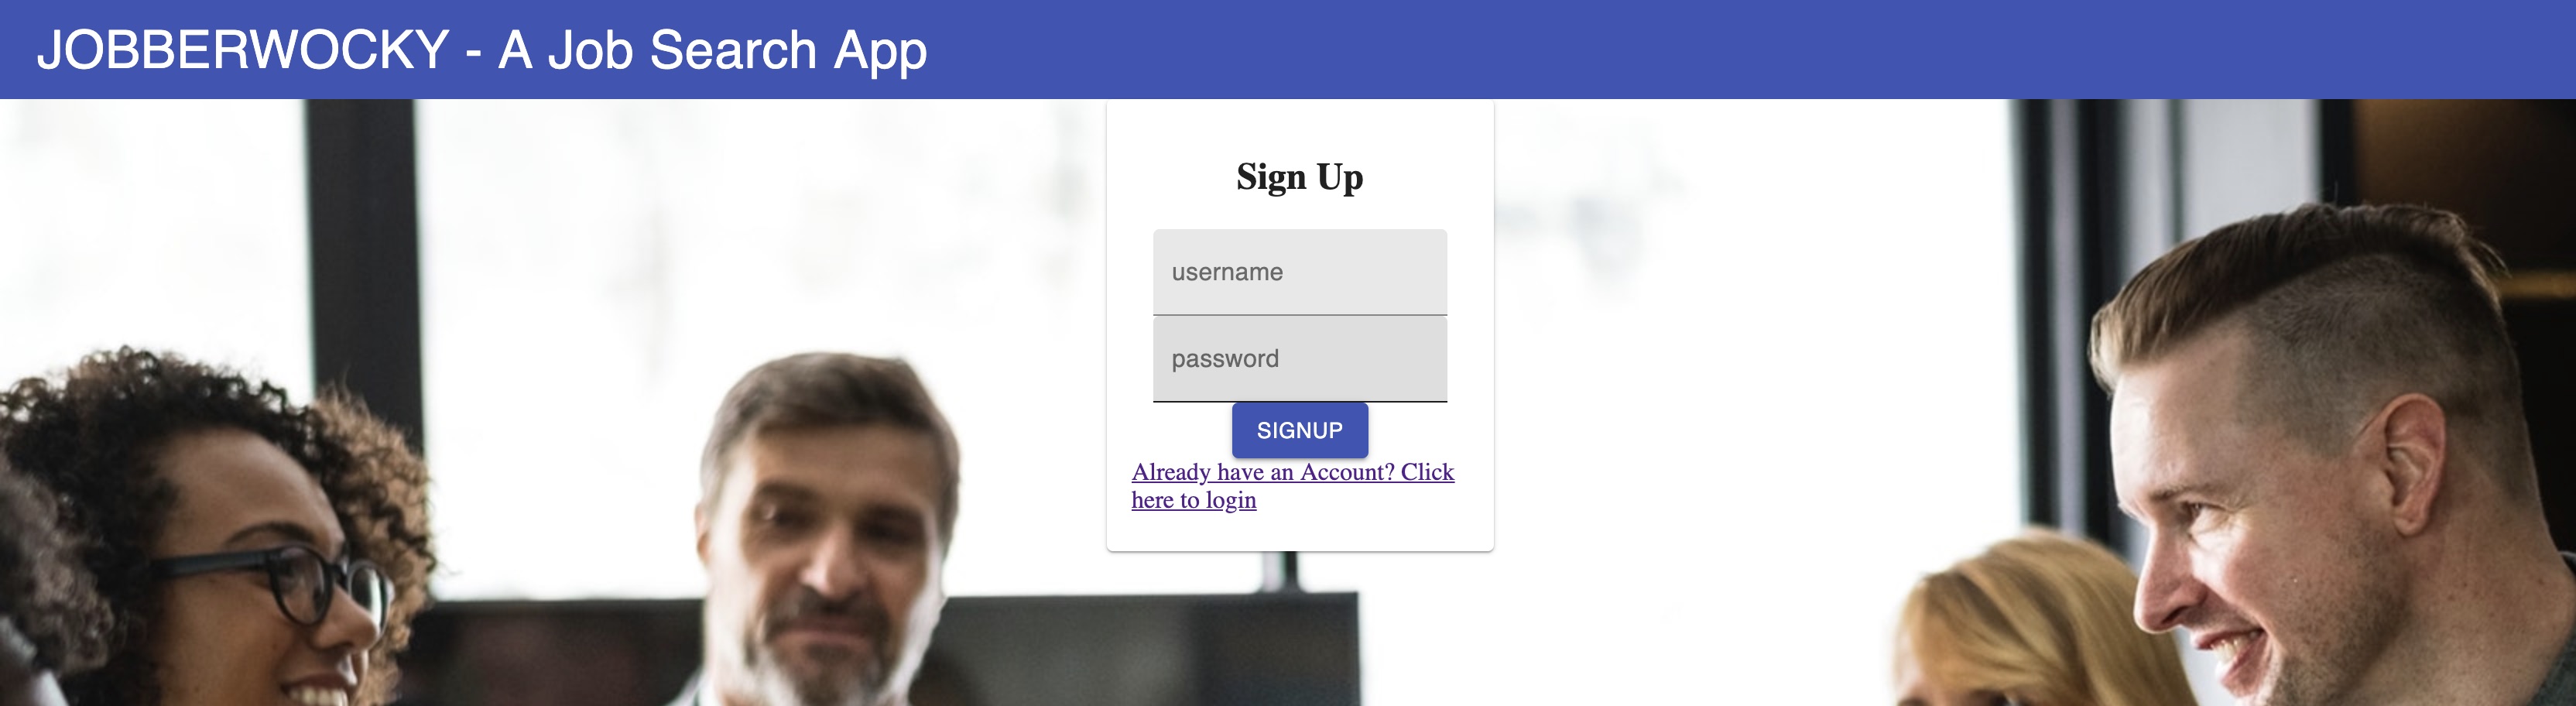 JOBBERWOCKY - A Job Search App
Sign Up
username
password
SIGNUP
Already have an Account? Click
here to login